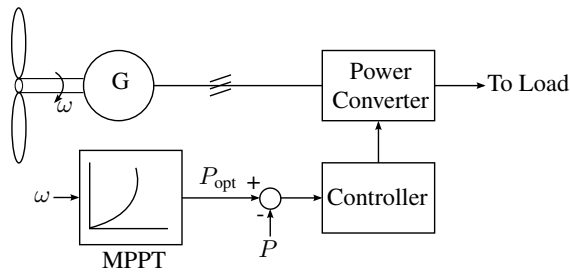 G
ω
Power
Converter
To Load
ω
MPPT
P_opt
+
-
P
Controller